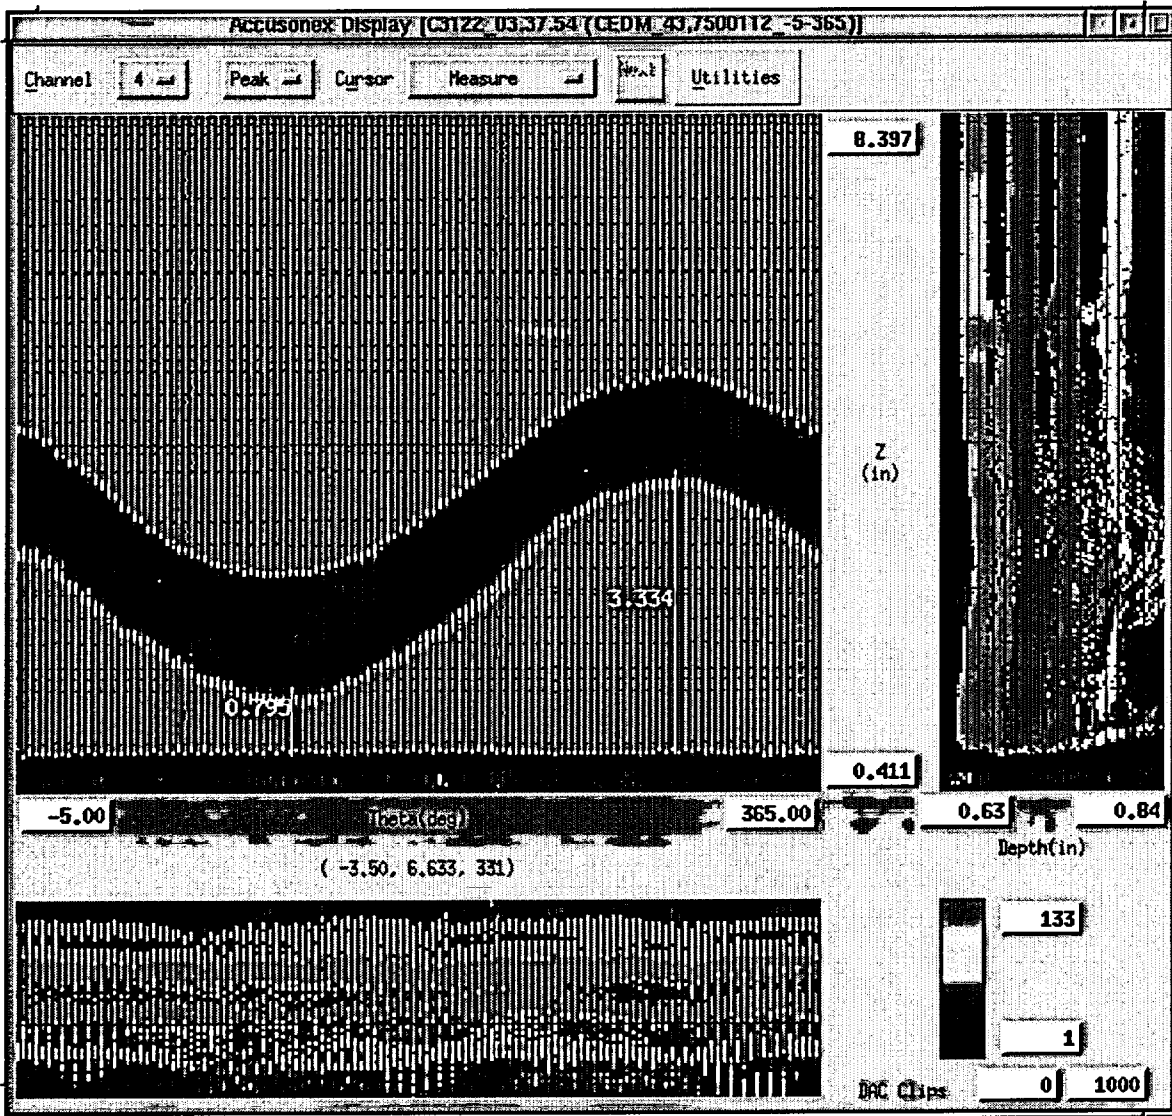 Accusonex Display [C3122_03.37.54 (CEDM_43,7500112_-5-365)]
Channel 4 Peak Cursor Measure Utilities
8.397
Z
(in)
3.334
0.795
0.411
-5.00 Theta(deg) 365.00 0.63 0.84
Depth(in)
( -3.50, 6.633, 331)
133
1
DAC Clips 0 1000